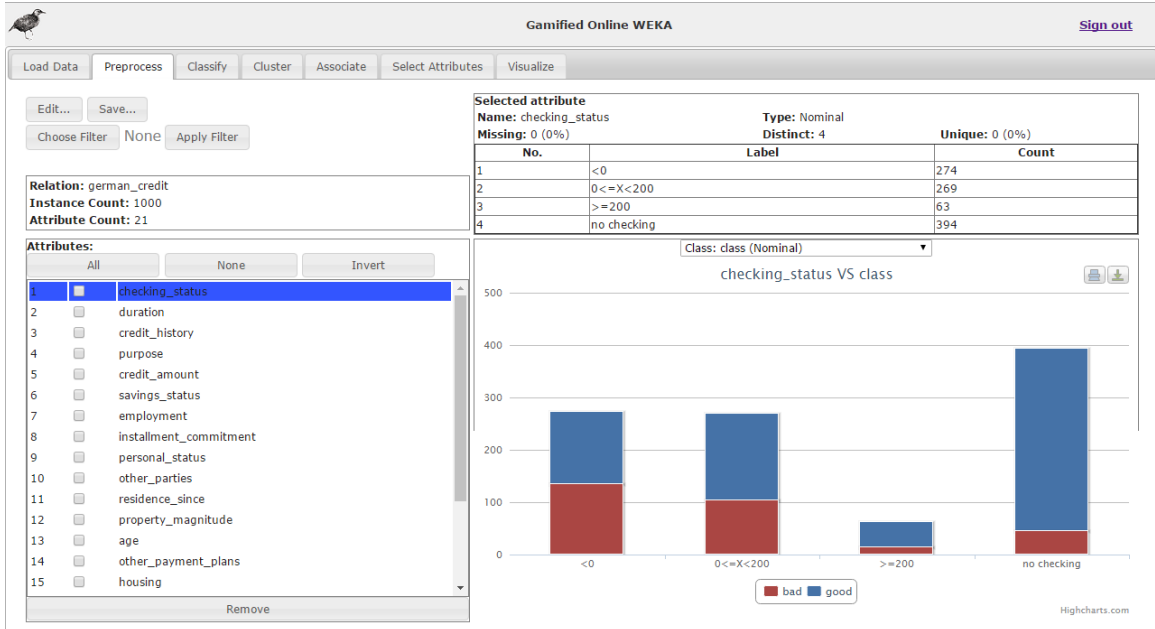 Gamified Online WEKA
Sign out
Load Data Preprocess Classify Cluster Associate Select Attributes Visualize
Edit... Save...
Choose Filter None Apply Filter
Relation: german_credit
Instance Count: 1000
Attribute Count: 21
Attributes:
All None Invert
1 checking_status
2 duration
3 credit_history
4 purpose
5 credit_amount
6 savings_status
7 employment
8 installment_commitment
9 personal_status
10 other_parties
11 residence_since
12 property_magnitude
13 age
14 other_payment_plans
15 housing
Remove
Selected attribute
Name: checking_status Type: Nominal
Missing: 0 (0%) Distinct: 4 Unique: 0 (0%)
No. Label Count
1 <0 274
2 0<=X<200 269
3 >=200 63
4 no checking 394
Class: class (Nominal)
checking_status VS class
500
400
300
200
100
0
<0 0<=X<200 >=200 no checking
bad good
Highcharts.com